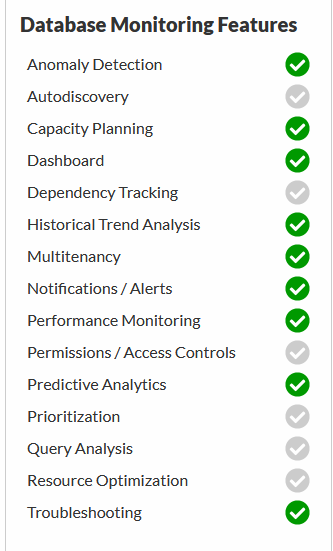 Database Monitoring Features
Anomaly Detection
Autodiscovery
Capacity Planning
Dashboard
Dependency Tracking
Historical Trend Analysis
Multitenancy
Notifications / Alerts
Performance Monitoring
Permissions / Access Controls
Predictive Analytics
Prioritization
Query Analysis
Resource Optimization
Troubleshooting